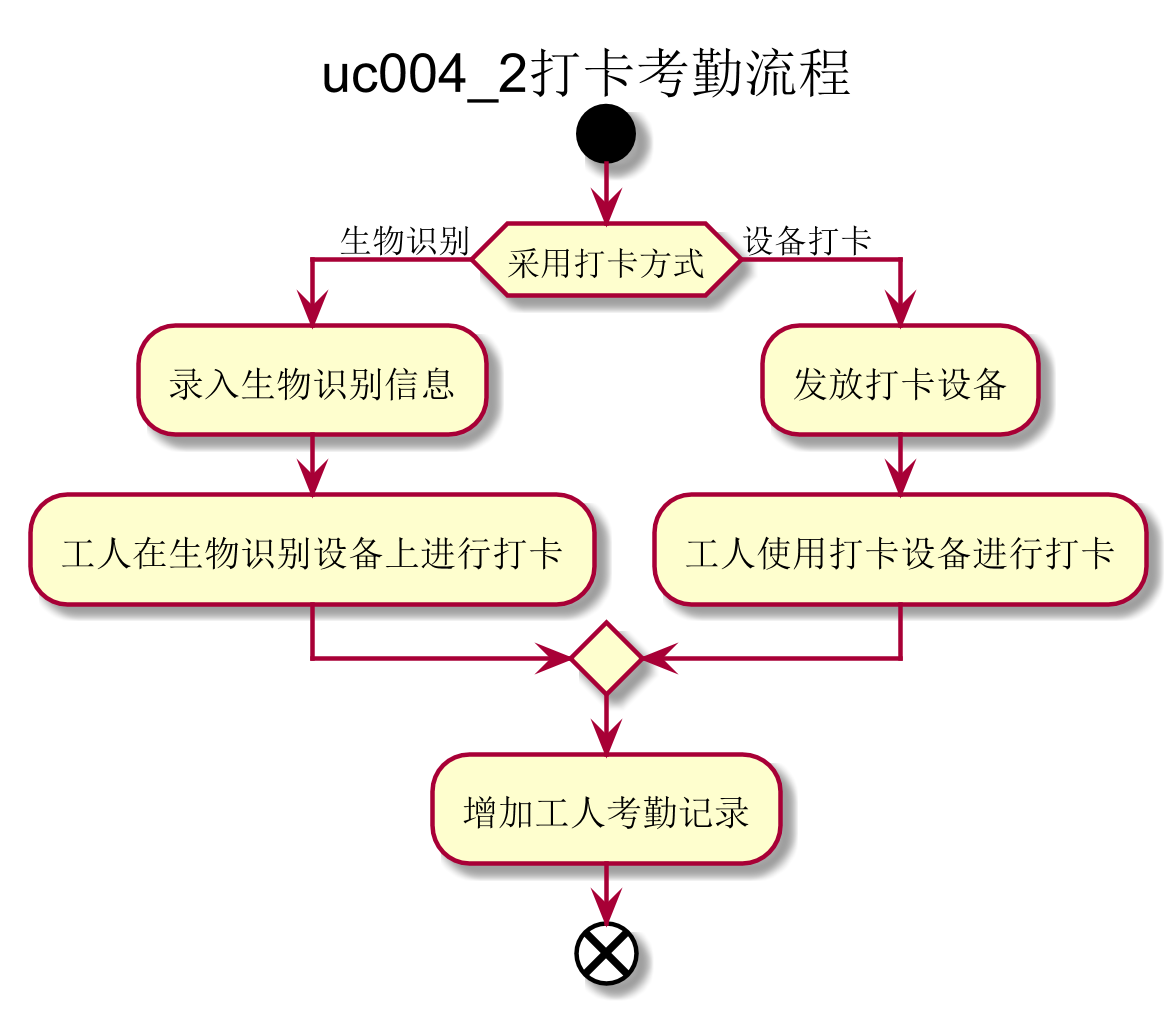 uc004_2打卡考勤流程
生物识别
采用打卡方式
设备打卡
录入生物识别信息
发放打卡设备
工人在生物识别设备上进行打卡
工人使用打卡设备进行打卡
增加工人考勤记录